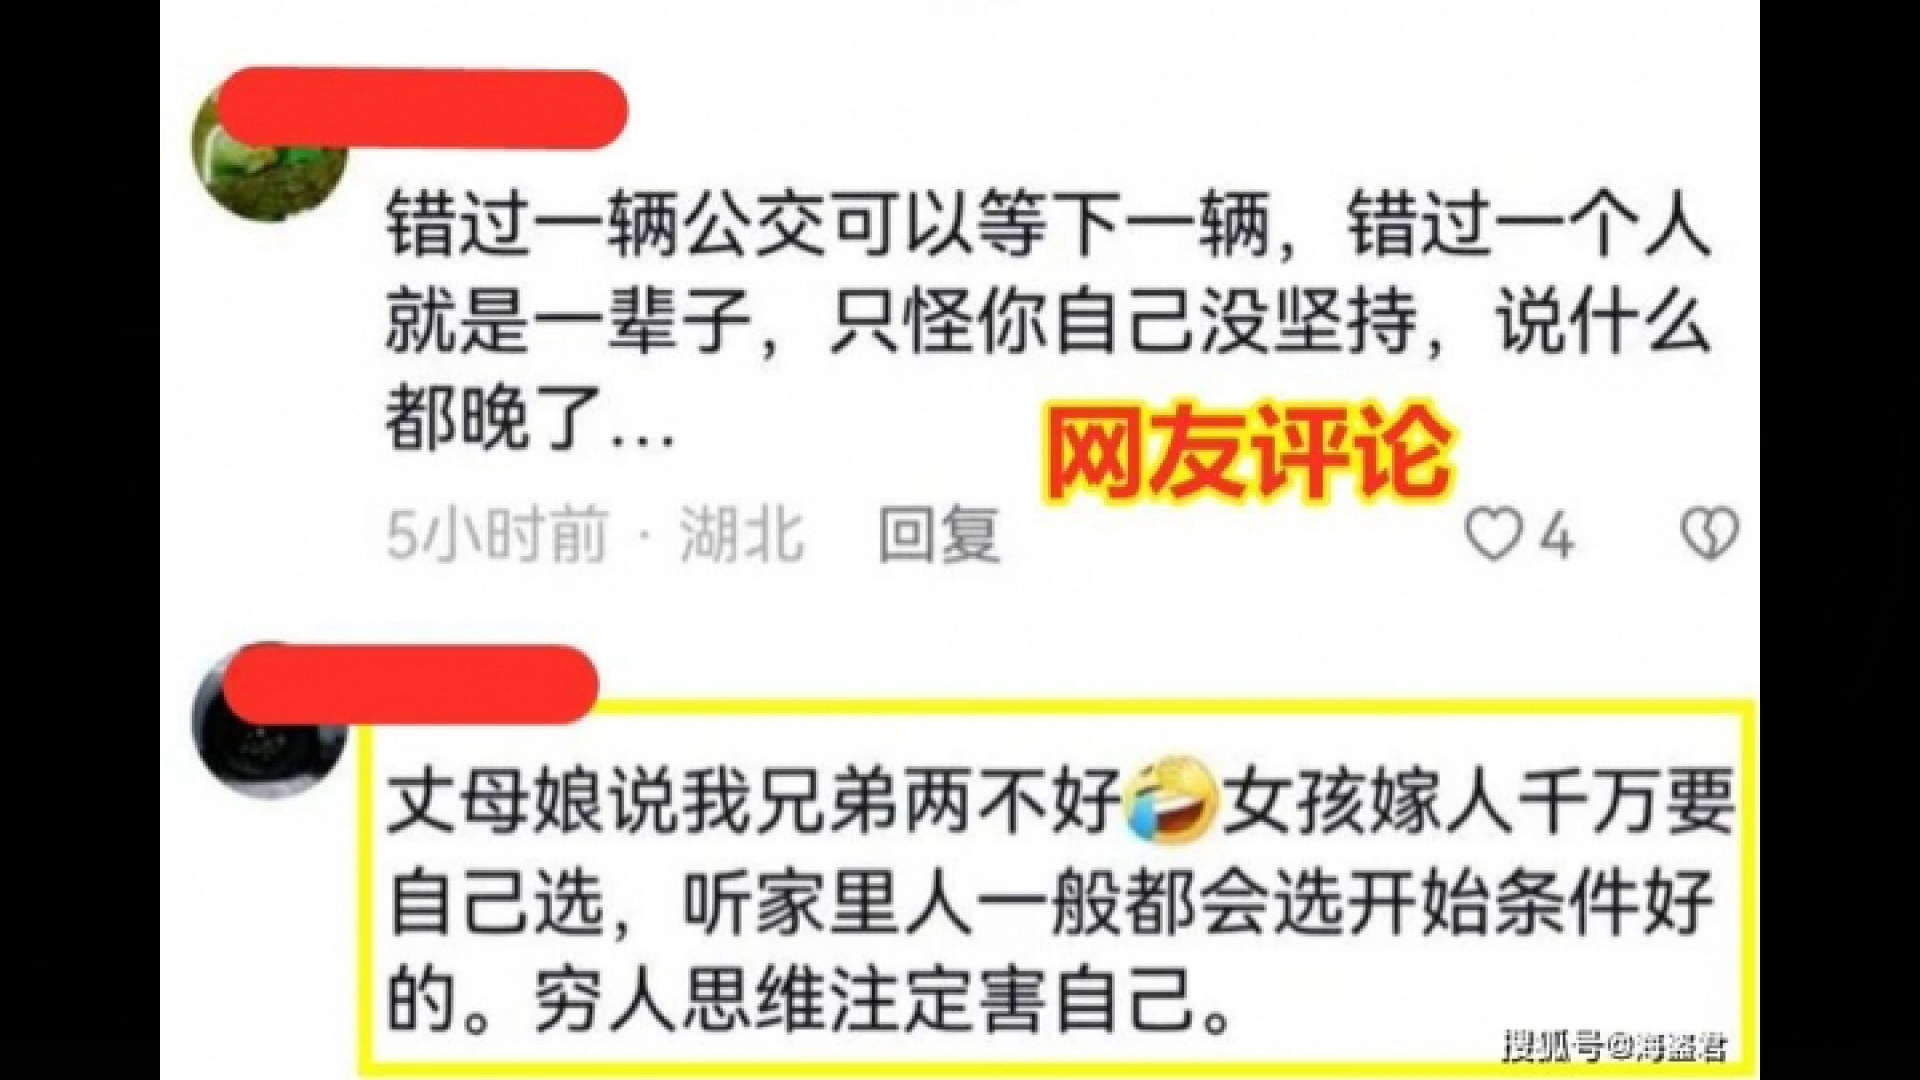 错过一辆公交可以等下一辆，错过一个人
就是一辈子，只怪你自己没坚持，说什么
都晚了...
网友评论
5小时前 · 湖北 回复 4
丈母娘说我兄弟两不好🤣女孩嫁人千万要
自己选，听家里人一般都会选开始条件好
的。穷人思维注定害自己。
搜狐号@海盗君